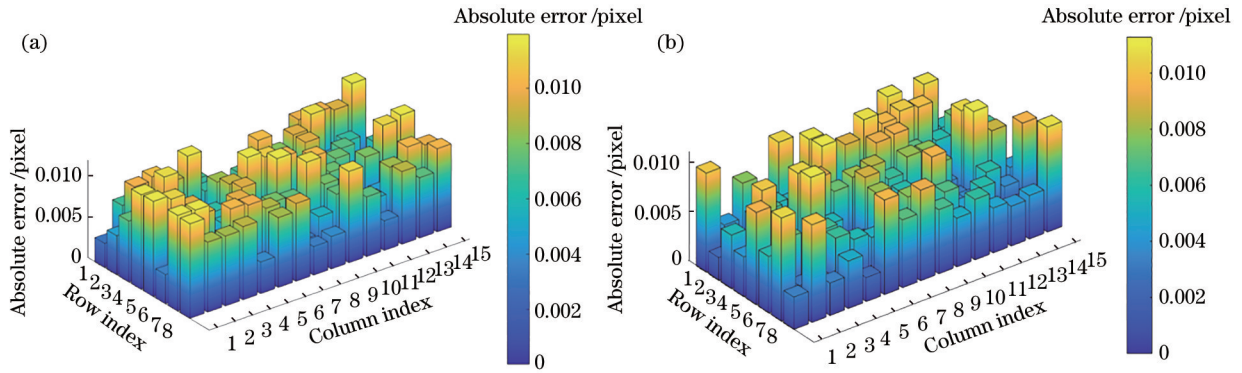 (a)
Absolute error /pixel
0.010
0.008
0.006
0.004
0.002
0
Absolute error /pixel
0.010
0.005
0
1 2 3 4 5 6 7 8
Row index
1 2 3 4 5 6 7 8 9 10 11 12 13 14 15
Column index
(b)
Absolute error /pixel
0.010
0.008
0.006
0.004
0.002
0
Absolute error /pixel
0.010
0.005
0
1 2 3 4 5 6 7 8
Row index
1 2 3 4 5 6 7 8 9 10 11 12 13 14 15
Column index